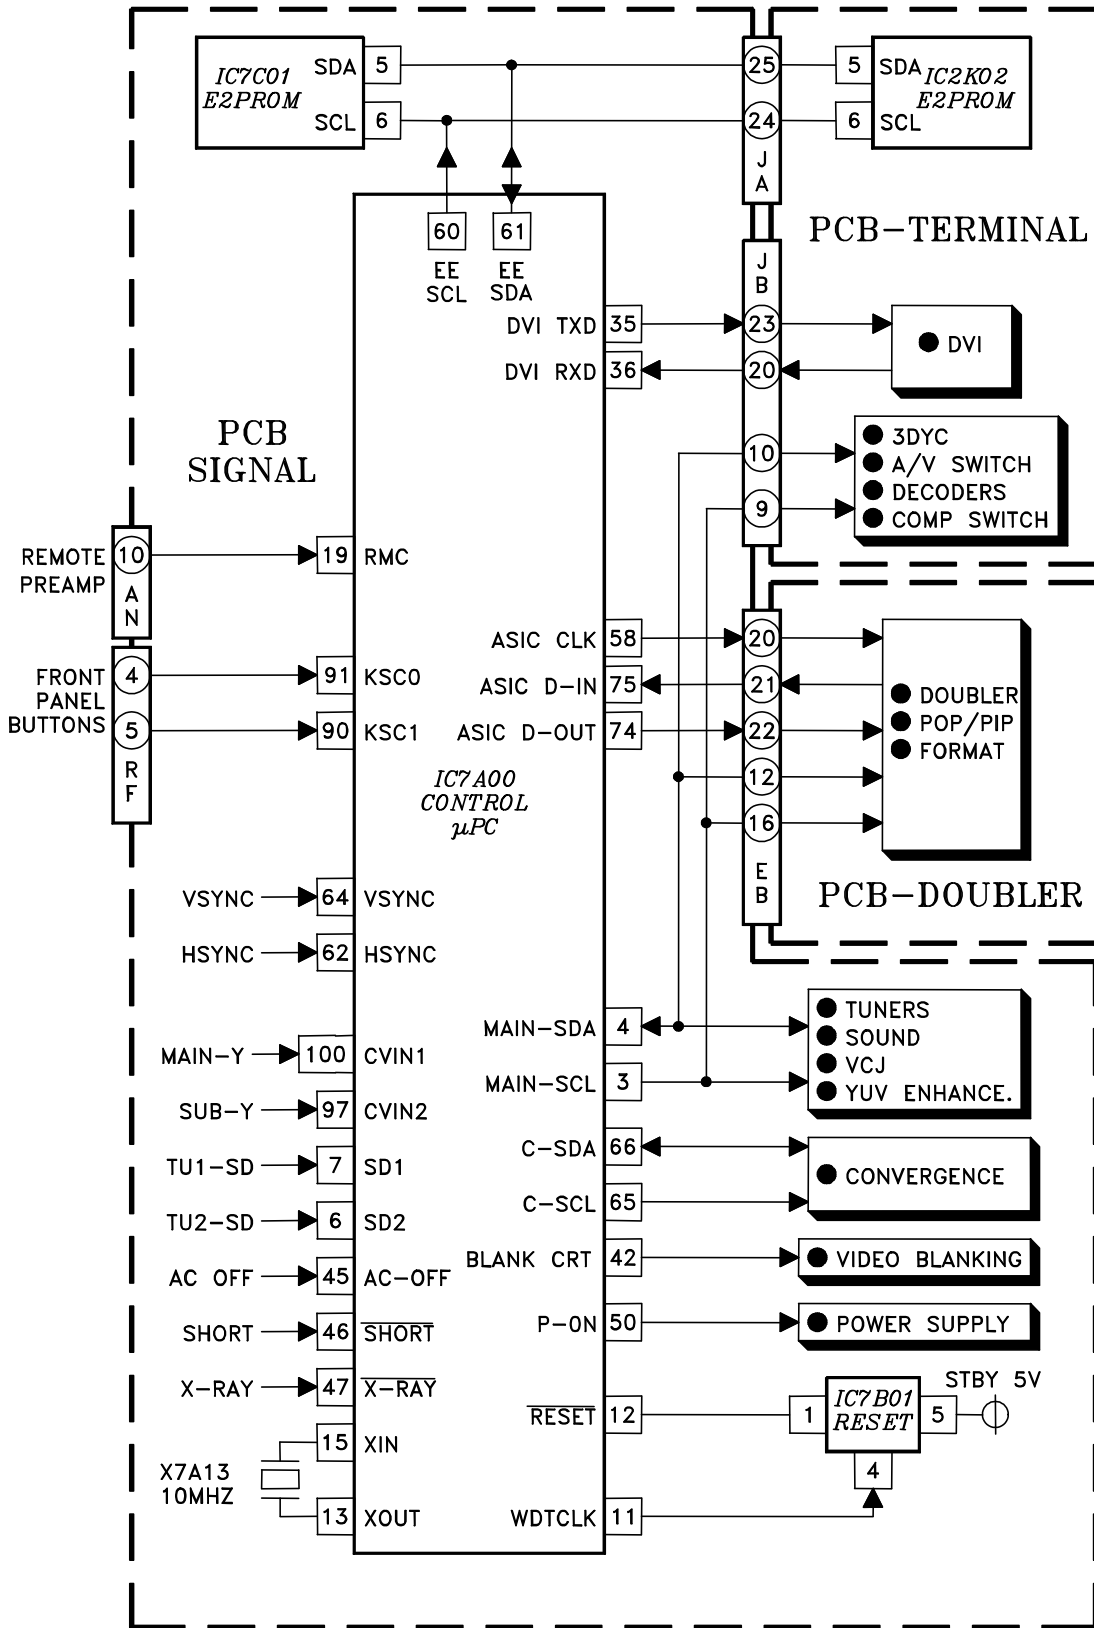 IC7C01
E2PROM
SDA 5
SCL 6
25
24
J
A
5 SDA
6 SCL
IC2K02
E2PROM
60
EE
SCL
61
EE
SDA
PCB-TERMINAL
J
B
DVI TXD 35
23
DVI RXD 36
20
DVI
PCB
SIGNAL
10
9
3DYC
A/V SWITCH
DECODERS
COMP SWITCH
REMOTE
PREAMP
10
A
N
19 RMC
FRONT
PANEL
BUTTONS
4
5
R
F
91 KSC0
90 KSC1
ASIC CLK 58
20
ASIC D-IN 75
21
ASIC D-OUT 74
22
12
16
E
B
DOUBLER
POP/PIP
FORMAT
IC7A00
CONTROL
µPC
PCB-DOUBLER
VSYNC 64 VSYNC
HSYNC 62 HSYNC
MAIN-Y 100 CVIN1
SUB-Y 97 CVIN2
TU1-SD 7 SD1
TU2-SD 6 SD2
AC OFF 45 AC-OFF
SHORT 46 SHORT
X-RAY 47 X-RAY
15 XIN
X7A13
10MHZ
13 XOUT
MAIN-SDA 4
MAIN-SCL 3
TUNERS
SOUND
VCJ
YUV ENHANCE.
C-SDA 66
C-SCL 65
CONVERGENCE
BLANK CRT 42
VIDEO BLANKING
P-ON 50
POWER SUPPLY
RESET 12
1
IC7B01
RESET
5
STBY 5V
4
WDTCLK 11